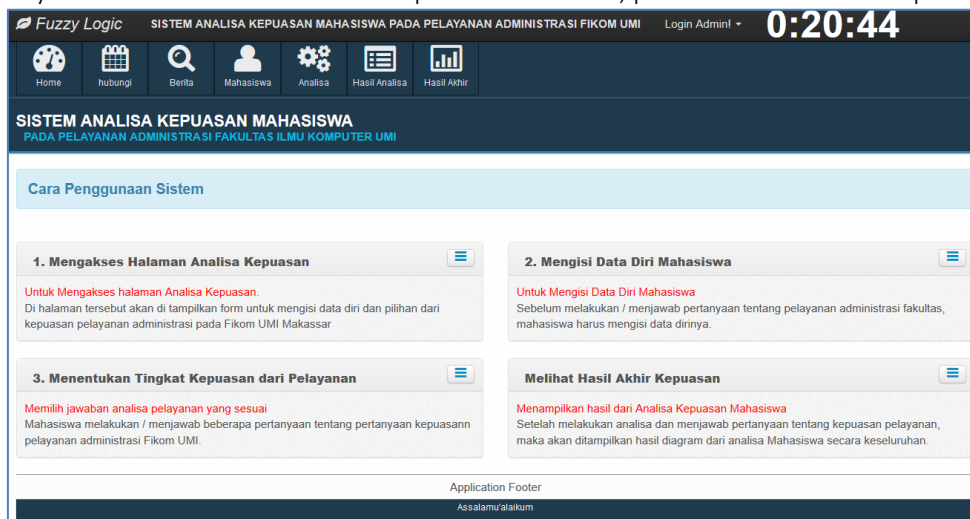 Fuzzy Logic SISTEM ANALISA KEPUASAN MAHASISWA PADA PELAYANAN ADMINISTRASI FIKOM UMI Login Admin! 0:20:44
Home hubungi Berita Mahasiswa Analisa Hasil Analisa Hasil Akhir
SISTEM ANALISA KEPUASAN MAHASISWA
PADA PELAYANAN ADMINISTRASI FAKULTAS ILMU KOMPUTER UMI
Cara Penggunaan Sistem
1. Mengakses Halaman Analisa Kepuasan
Untuk Mengakses halaman Analisa Kepuasan.
Di halaman tersebut akan di tampilkan form untuk mengisi data diri dan pilihan dari
kepuasan pelayanan administrasi pada Fikom UMI Makassar
2. Mengisi Data Diri Mahasiswa
Untuk Mengisi Data Diri Mahasiswa
Sebelum melakukan / menjawab pertanyaan tentang pelayanan administrasi fakultas,
mahasiswa harus mengisi data dirinya.
3. Menentukan Tingkat Kepuasan dari Pelayanan
Memilih jawaban analisa pelayanan yang sesuai
Mahasiswa melakukan / menjawab beberapa pertanyaan tentang pertanyaan kepuasann
pelayanan administrasi Fikom UMI.
Melihat Hasil Akhir Kepuasan
Menampilkan hasil dari Analisa Kepuasan Mahasiswa
Setelah melakukan analisa dan menjawab pertanyaan tentang kepuasan pelayanan,
maka akan ditampilkan hasil diagram dari analisa Mahasiswa secara keseluruhan.
Application Footer
Assalamu'alaikum